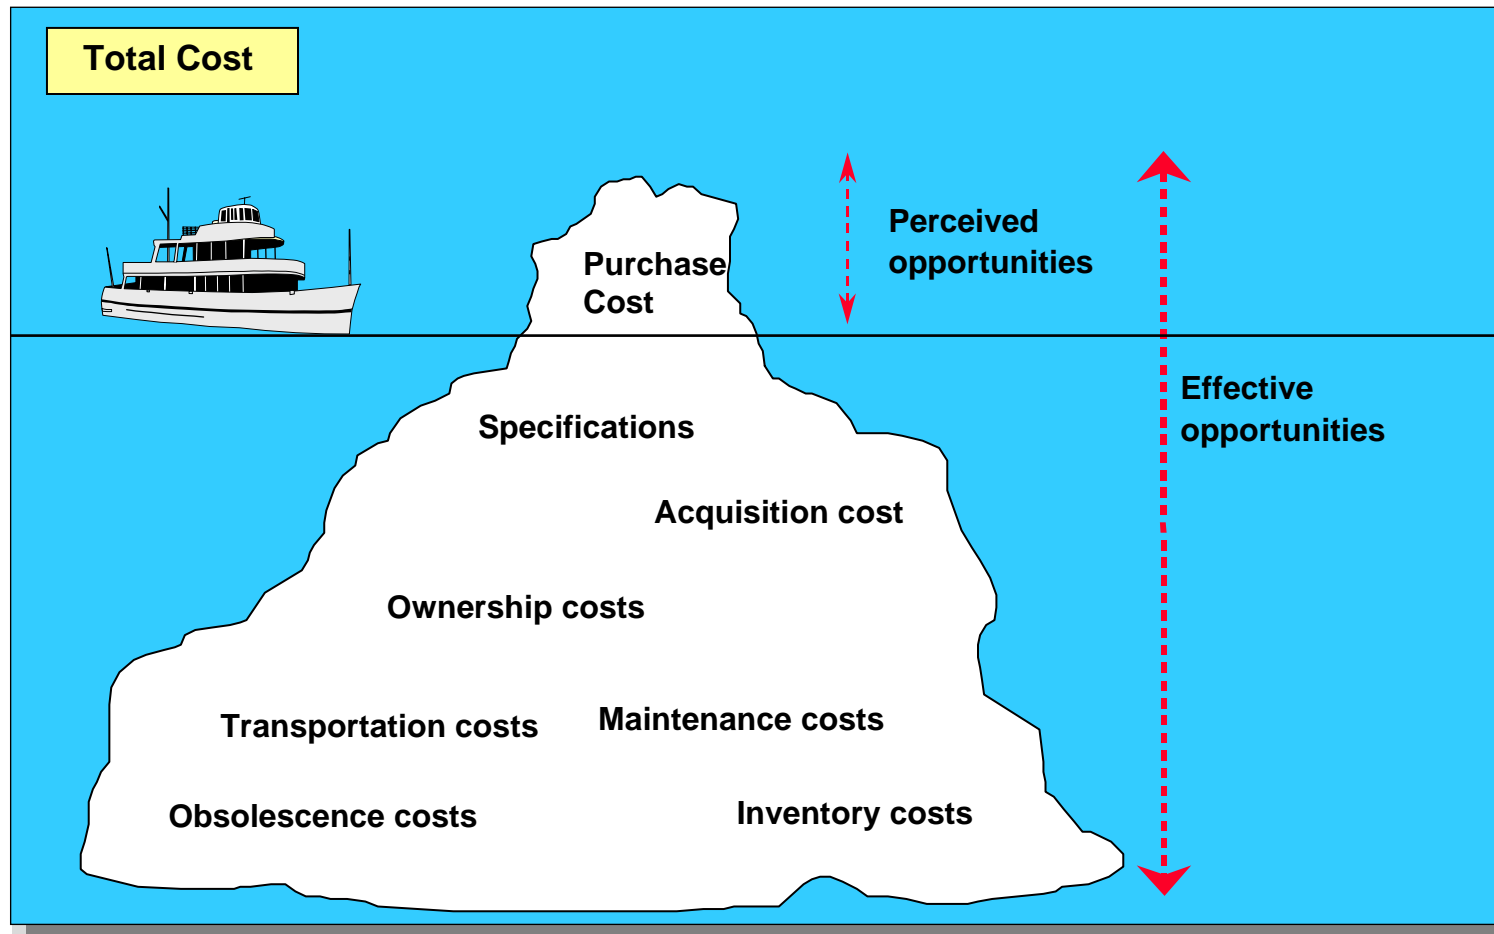 Total Cost
Perceived
opportunities
Purchase
Cost
Effective
opportunities
Specifications
Acquisition cost
Ownership costs
Transportation costs
Maintenance costs
Obsolescence costs
Inventory costs